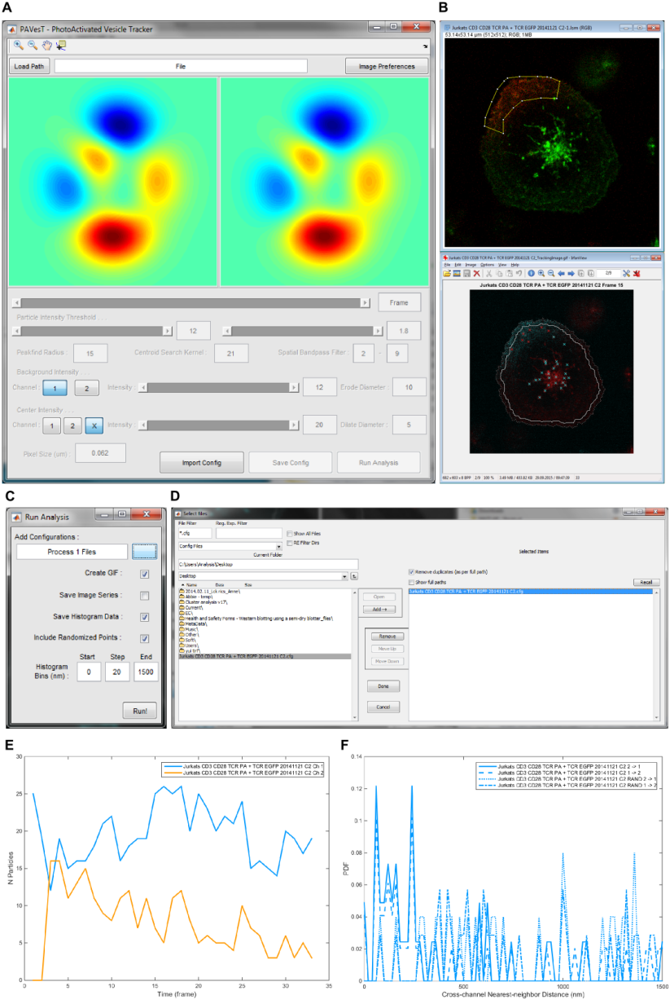 A
PAVesT - PhotoActivated Vesicle Tracker
Load Path
File
Image Preferences
Frame
Particle Intensity Threshold . . .
12
1.8
Peakfind Radius :
15
Centroid Search Kernel :
21
Spatial Bandpass Filter :
2
-
9
Background Intensity . . .
Channel :
1
2
Intensity :
12
Erode Diameter :
10
Center Intensity . . .
Channel :
1
2
X
Intensity :
20
Dilate Diameter :
5
Pixel Size (um) :
0.062
Import Config
Save Config
Run Analysis
B
Jurkats CD3 CD28 TCR PA + TCR EGFP 20141121 C2-1.lsm (RGB)
53.14x53.14 µm (512x512); RGB; 1MB
Jurkats CD3 CD28 TCR PA + TCR EGFP 20141121 C2_TrackingImage.gif - IrfanView
File Edit Image Options View Help
2/9
Jurkats CD3 CD28 TCR PA + TCR EGFP 20141121 C2 Frame 15
C
Run Analysis
Add Configurations :
Process 1 Files
Create GIF :
Save Image Series :
Save Histogram Data :
Include Randomized Points :
Start Step End
Histogram Bins (nm) :
0 20 1500
Run!
D
Select files
File Filter
Reg. Exp. Filter
*.cfg
Show All Files
RE Filter Dirs
Config Files
Current Folder
C:\Users\Analysis\Desktop
Desktop
Name Date Size
Cluster analysis v17\
Current\
EC\
Health and Safety Forms - Western blotting using a semi-dry blotter_files\
MetaData\
Music\
Other\
Soft\
Users\
Jurkats CD3 CD28 TCR PA + TCR EGFP 20141121 C2.cfg
Open
Add -->
Remove
Move Up
Move Down
Done
Cancel
Selected Items
Remove duplicates (as per full path)
Show full paths
Recall
Jurkats CD3 CD28 TCR PA + TCR EGFP 20141121 C2.cfg
E
Jurkats CD3 CD28 TCR PA + TCR EGFP 20141121 C2 Ch 1
Jurkats CD3 CD28 TCR PA + TCR EGFP 20141121 C2 Ch 2
N Particles
30
25
20
15
10
5
0
0 5 10 15 20 25 30 35
Time (frame)
F
Jurkats CD3 CD28 TCR PA + TCR EGFP 20141121 C2 2 -> 1
Jurkats CD3 CD28 TCR PA + TCR EGFP 20141121 C2 1 -> 2
Jurkats CD3 CD28 TCR PA + TCR EGFP 20141121 C2 RAND 2 -> 1
Jurkats CD3 CD28 TCR PA + TCR EGFP 20141121 C2 RAND 1 -> 2
PDF
0.14
0.12
0.1
0.08
0.06
0.04
0.02
0
0 500 1000 1500
Cross-channel Nearest-neighbor Distance (nm)